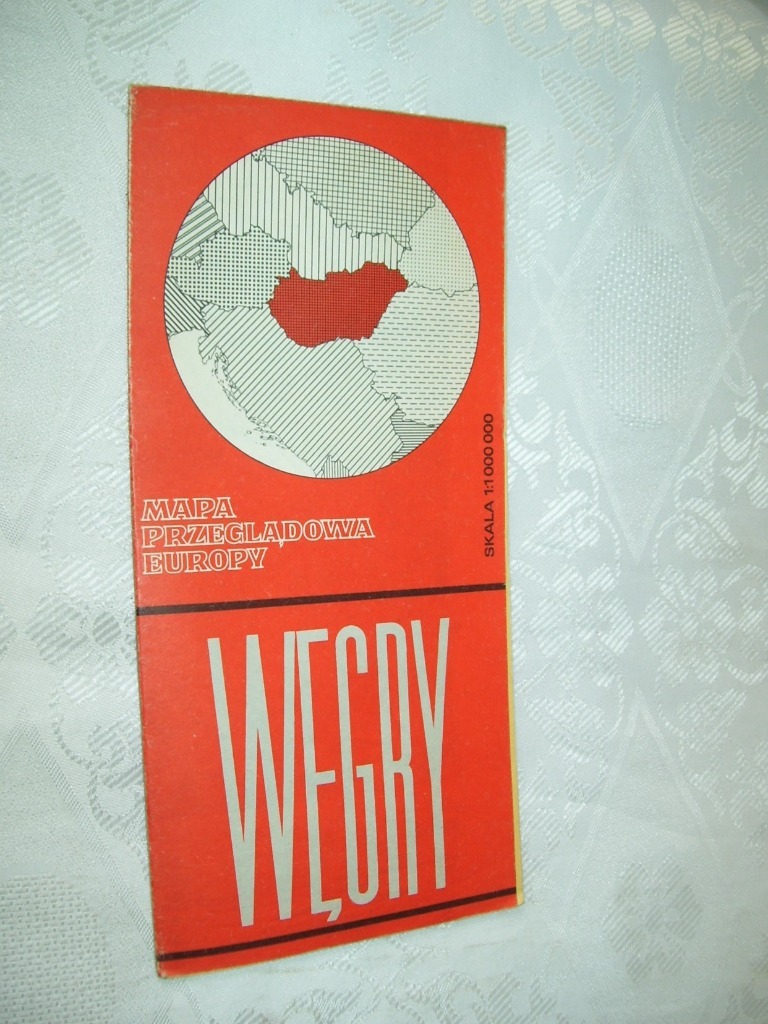 MAPA
PRZEGLĄDOWA
EUROPY
SKALA 1:1 000 000
WĘGRY